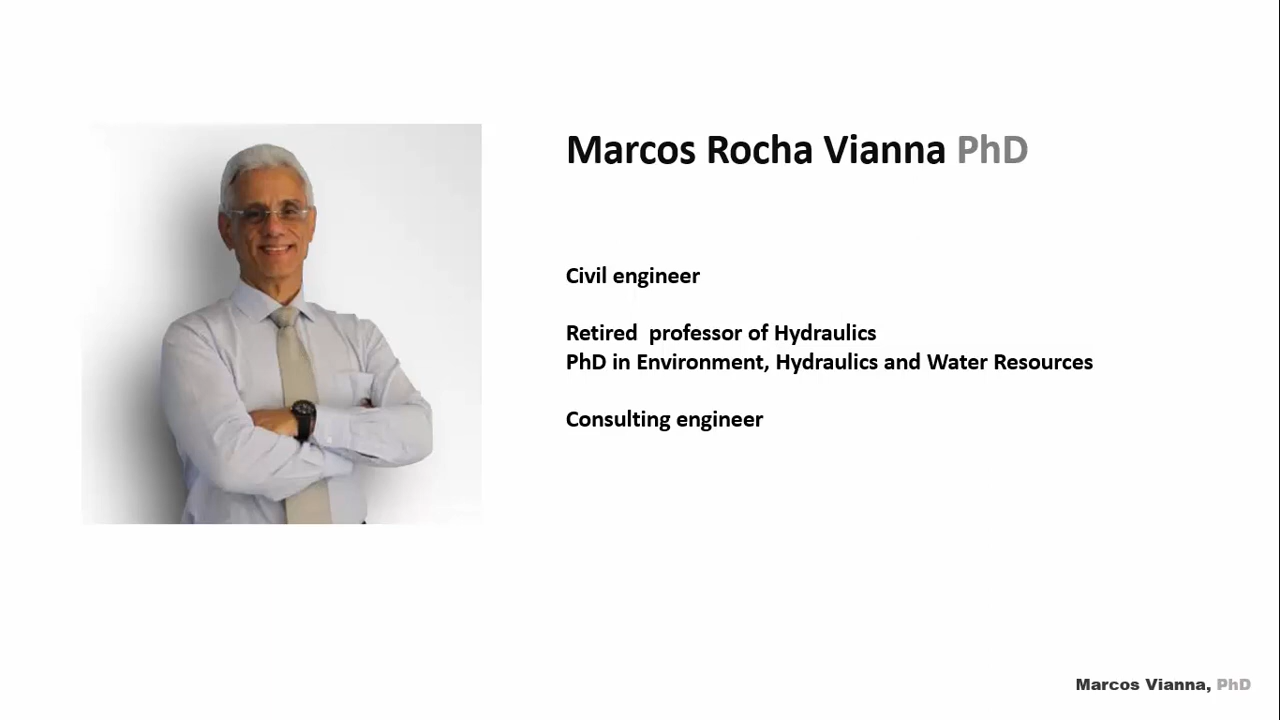 Marcos Rocha Vianna PhD
Civil engineer
Retired  professor of Hydraulics
PhD in Environment, Hydraulics and Water Resources
Consulting engineer
Marcos Vianna, PhD